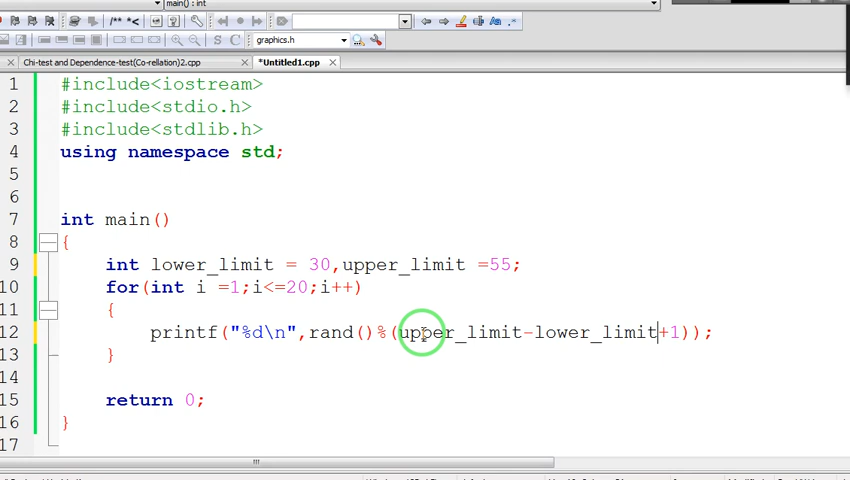 main() : int
/** *<
S C
graphics.h
Aa .*
Chi-test and Dependence-test(Co-rellation)2.cpp
*Untitled1.cpp
1 #include<iostream>
2 #include<stdio.h>
3 #include<stdlib.h>
4 using namespace std;
5
6
7 int main()
8 {
9 int lower_limit = 30,upper_limit =55;
10 for(int i =1;i<=20;i++)
11 {
12 printf("%d\n",rand()%(upper_limit-lower_limit+1));
13 }
14
15 return 0;
16 }
17